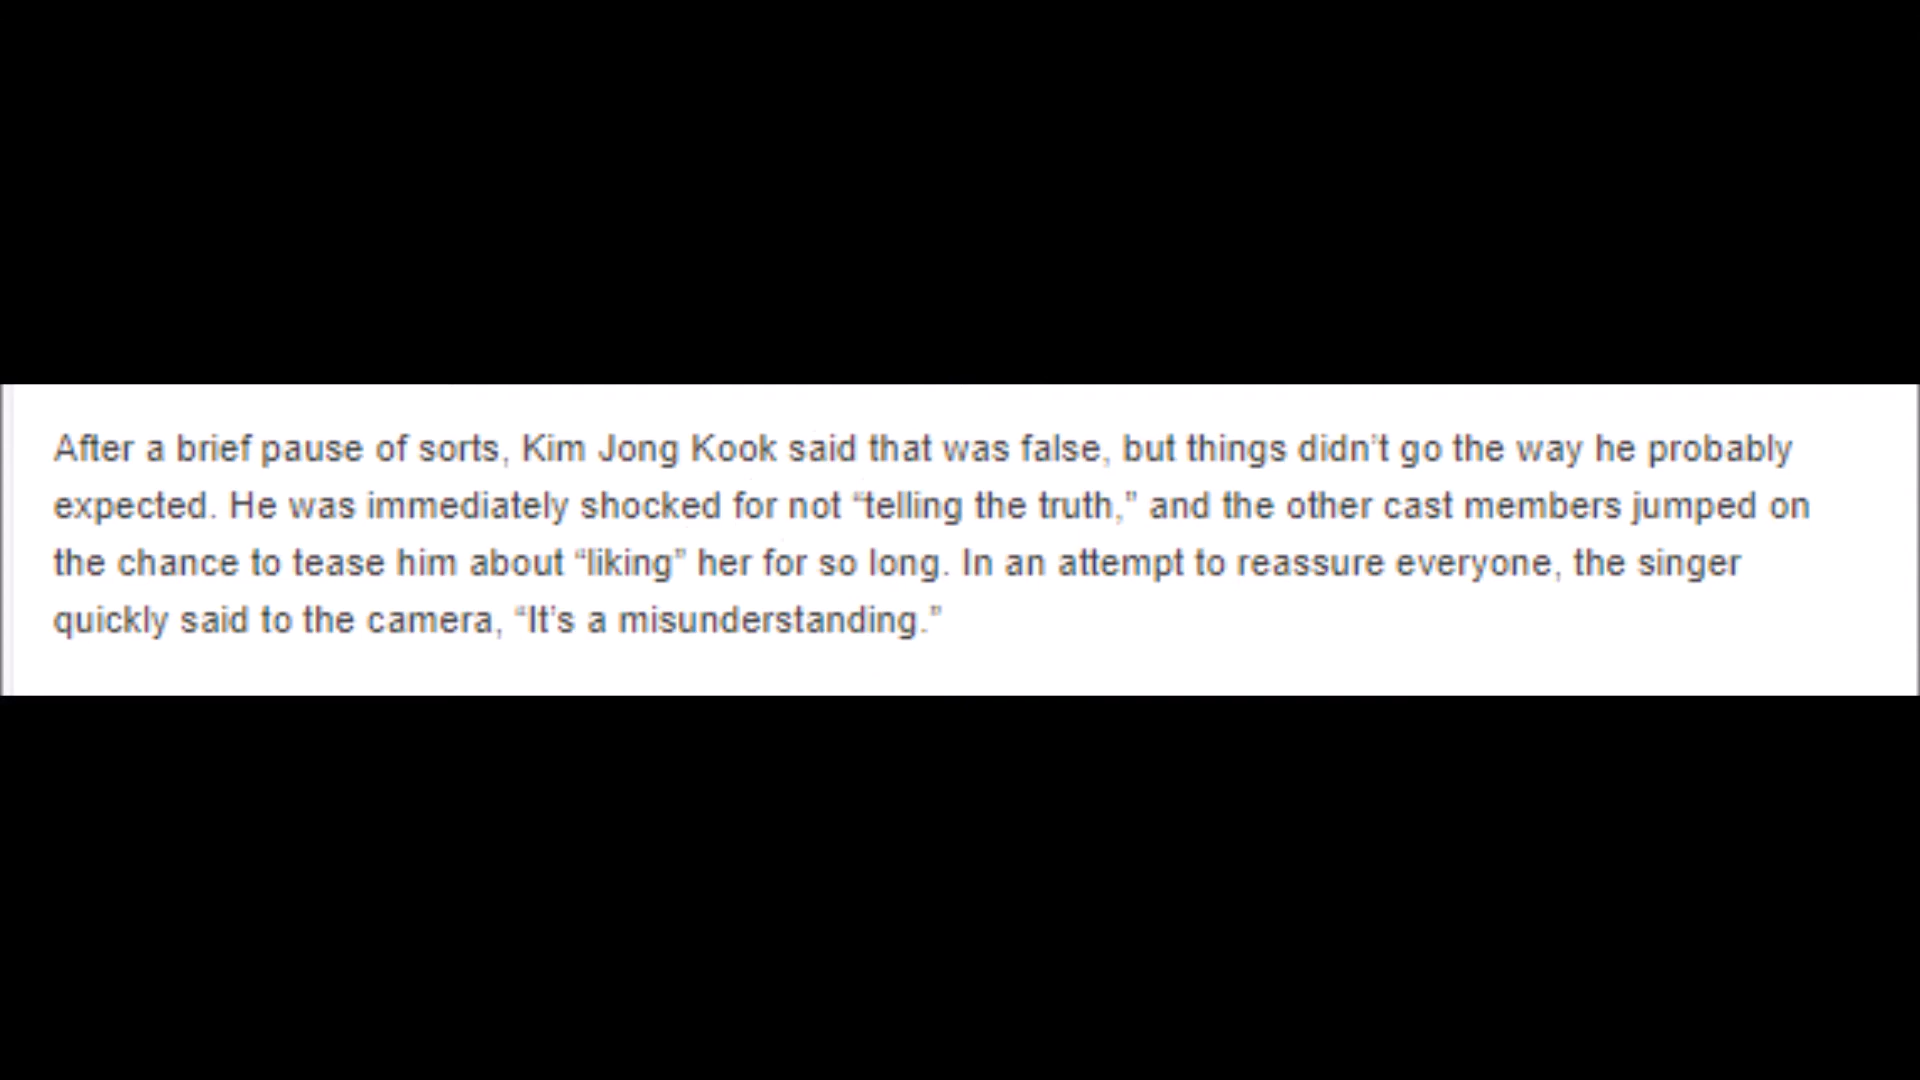 After a brief pause of sorts, Kim Jong Kook said that was false, but things didn’t go the way he probably
expected. He was immediately shocked for not “telling the truth,” and the other cast members jumped on
the chance to tease him about “liking” her for so long. In an attempt to reassure everyone, the singer
quickly said to the camera, “It’s a misunderstanding.”